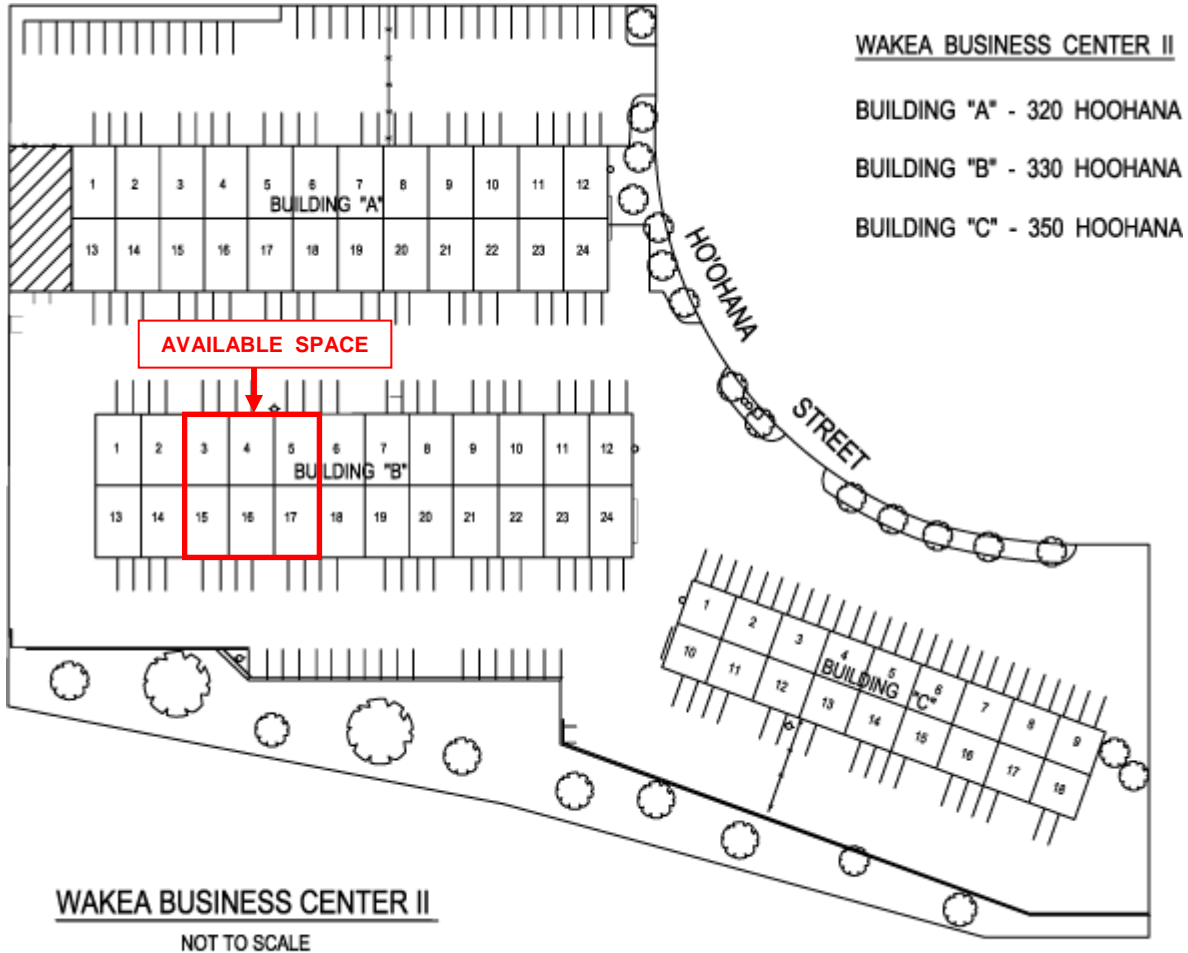 WAKEA BUSINESS CENTER II
BUILDING "A" - 320 HOOHANA
BUILDING "B" - 330 HOOHANA
BUILDING "C" - 350 HOOHANA
1 2 3 4 5 6 7 8 9 10 11 12
BUILDING "A"
13 14 15 16 17 18 19 20 21 22 23 24
HO'OHANA
STREET
AVAILABLE SPACE
1 2 3 4 5 6 7 8 9 10 11 12
BUILDING "B"
13 14 15 16 17 18 19 20 21 22 23 24
1 2 3 4 5 6 7 8 9
BUILDING "C"
10 11 12 13 14 15 16 17 18
WAKEA BUSINESS CENTER II
NOT TO SCALE